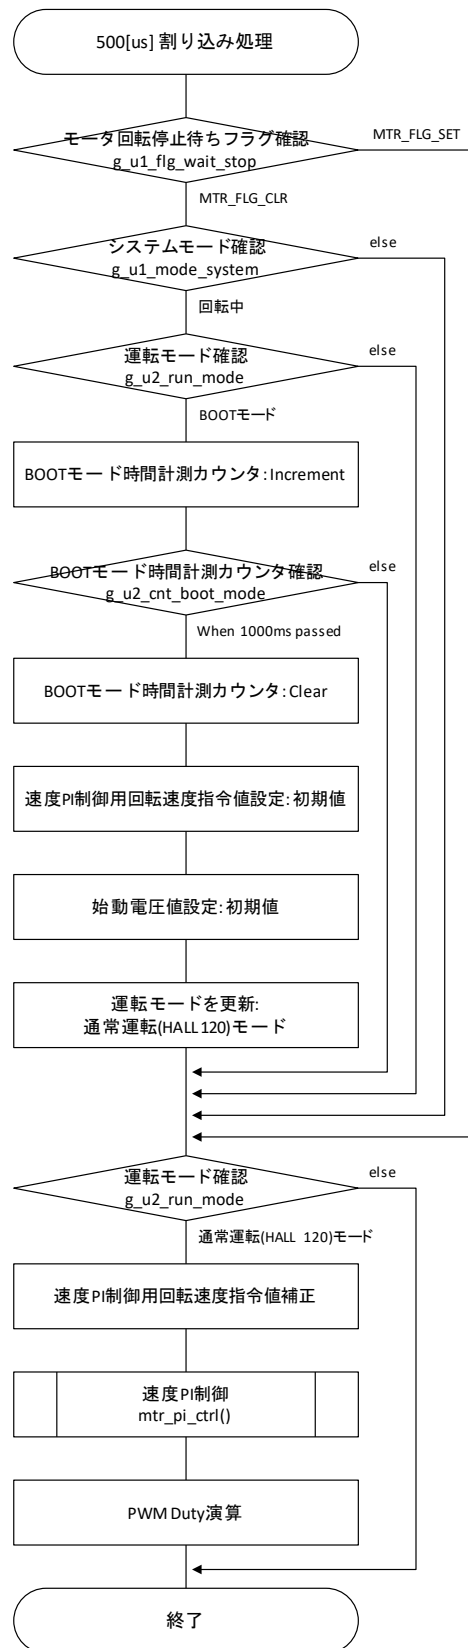 500[us] 割り込み処理
モータ回転停止待ちフラグ確認
g_u1_flg_wait_stop
MTR_FLG_SET
MTR_FLG_CLR
システムモード確認
g_u1_mode_system
else
回転中
運転モード確認
g_u2_run_mode
else
BOOTモード
BOOTモード時間計測カウンタ: Increment
BOOTモード時間計測カウンタ確認
g_u2_cnt_boot_mode
else
When 1000ms passed
BOOTモード時間計測カウンタ: Clear
速度PI制御用回転速度指令値設定: 初期値
始動電圧値設定: 初期値
運転モードを更新:
通常運転(HALL 120)モード
運転モード確認
g_u2_run_mode
else
通常運転(HALL 120)モード
速度PI制御用回転速度指令値補正
速度PI制御
mtr_pi_ctrl()
PWM Duty演算
終了